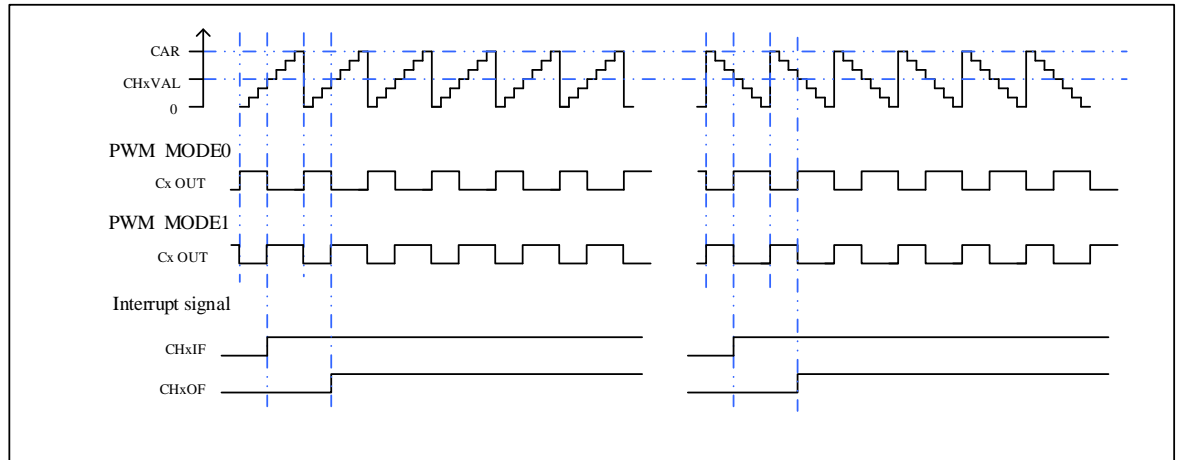 CAR
CHxVAL
0
PWM MODE0
Cx OUT
PWM MODE1
Cx OUT
Interrupt signal
CHxIF
CHxOF